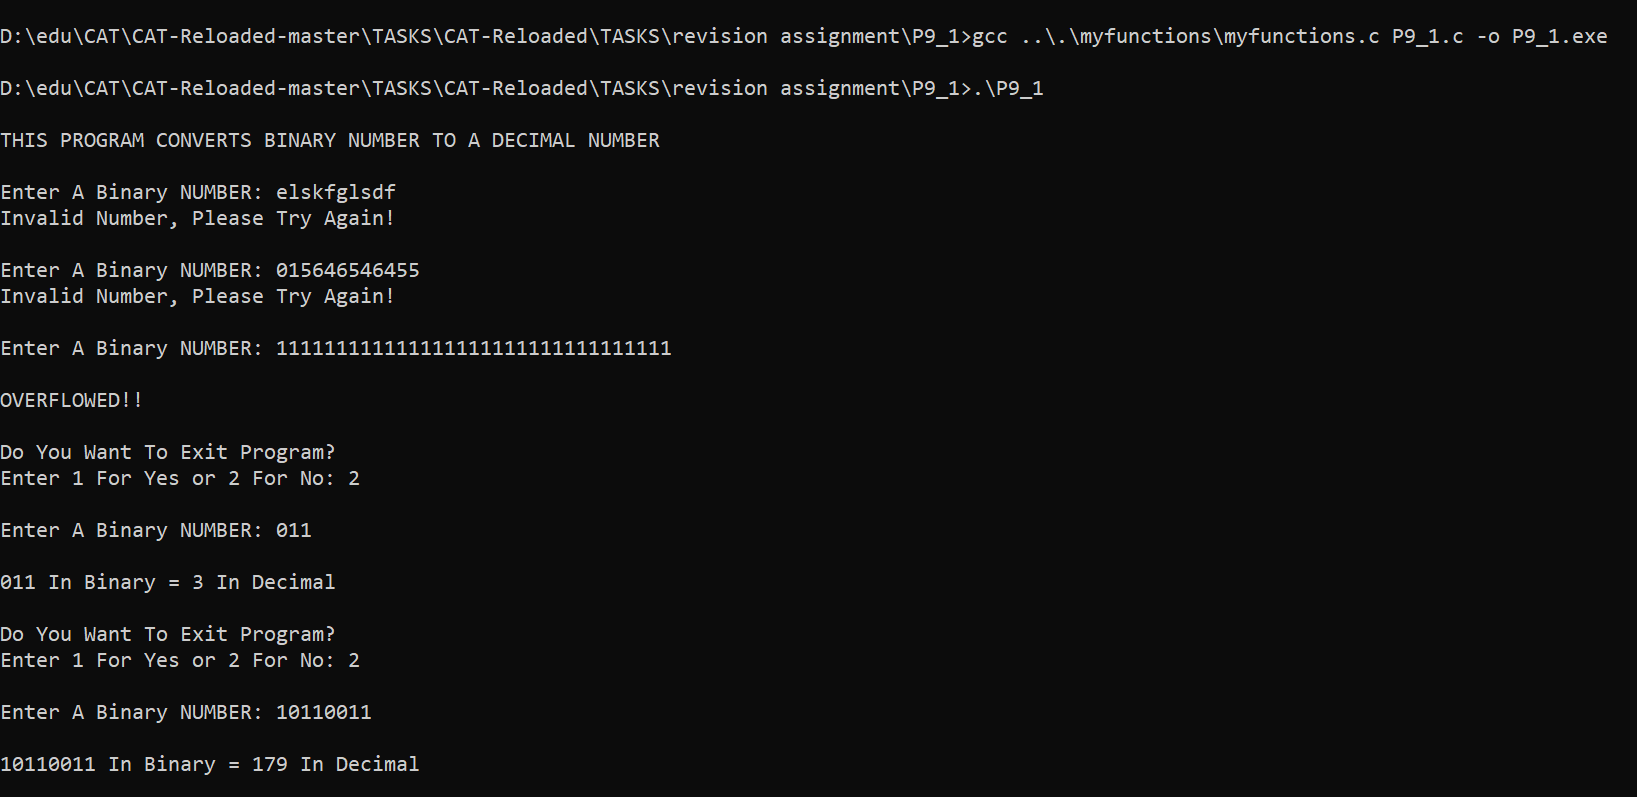 D:\edu\CAT\CAT-Reloaded-master\TASKS\CAT-Reloaded\TASKS\revision assignment\P9_1>gcc ..\.\myfunctions\myfunctions.c P9_1.c -o P9_1.exe
D:\edu\CAT\CAT-Reloaded-master\TASKS\CAT-Reloaded\TASKS\revision assignment\P9_1>.\P9_1
THIS PROGRAM CONVERTS BINARY NUMBER TO A DECIMAL NUMBER
Enter A Binary NUMBER: elskfglsdf
Invalid Number, Please Try Again!
Enter A Binary NUMBER: 015646546455
Invalid Number, Please Try Again!
Enter A Binary NUMBER: 111111111111111111111111111111111
OVERFLOWED!!
Do You Want To Exit Program?
Enter 1 For Yes or 2 For No: 2
Enter A Binary NUMBER: 011
011 In Binary = 3 In Decimal
Do You Want To Exit Program?
Enter 1 For Yes or 2 For No: 2
Enter A Binary NUMBER: 10110011
10110011 In Binary = 179 In Decimal